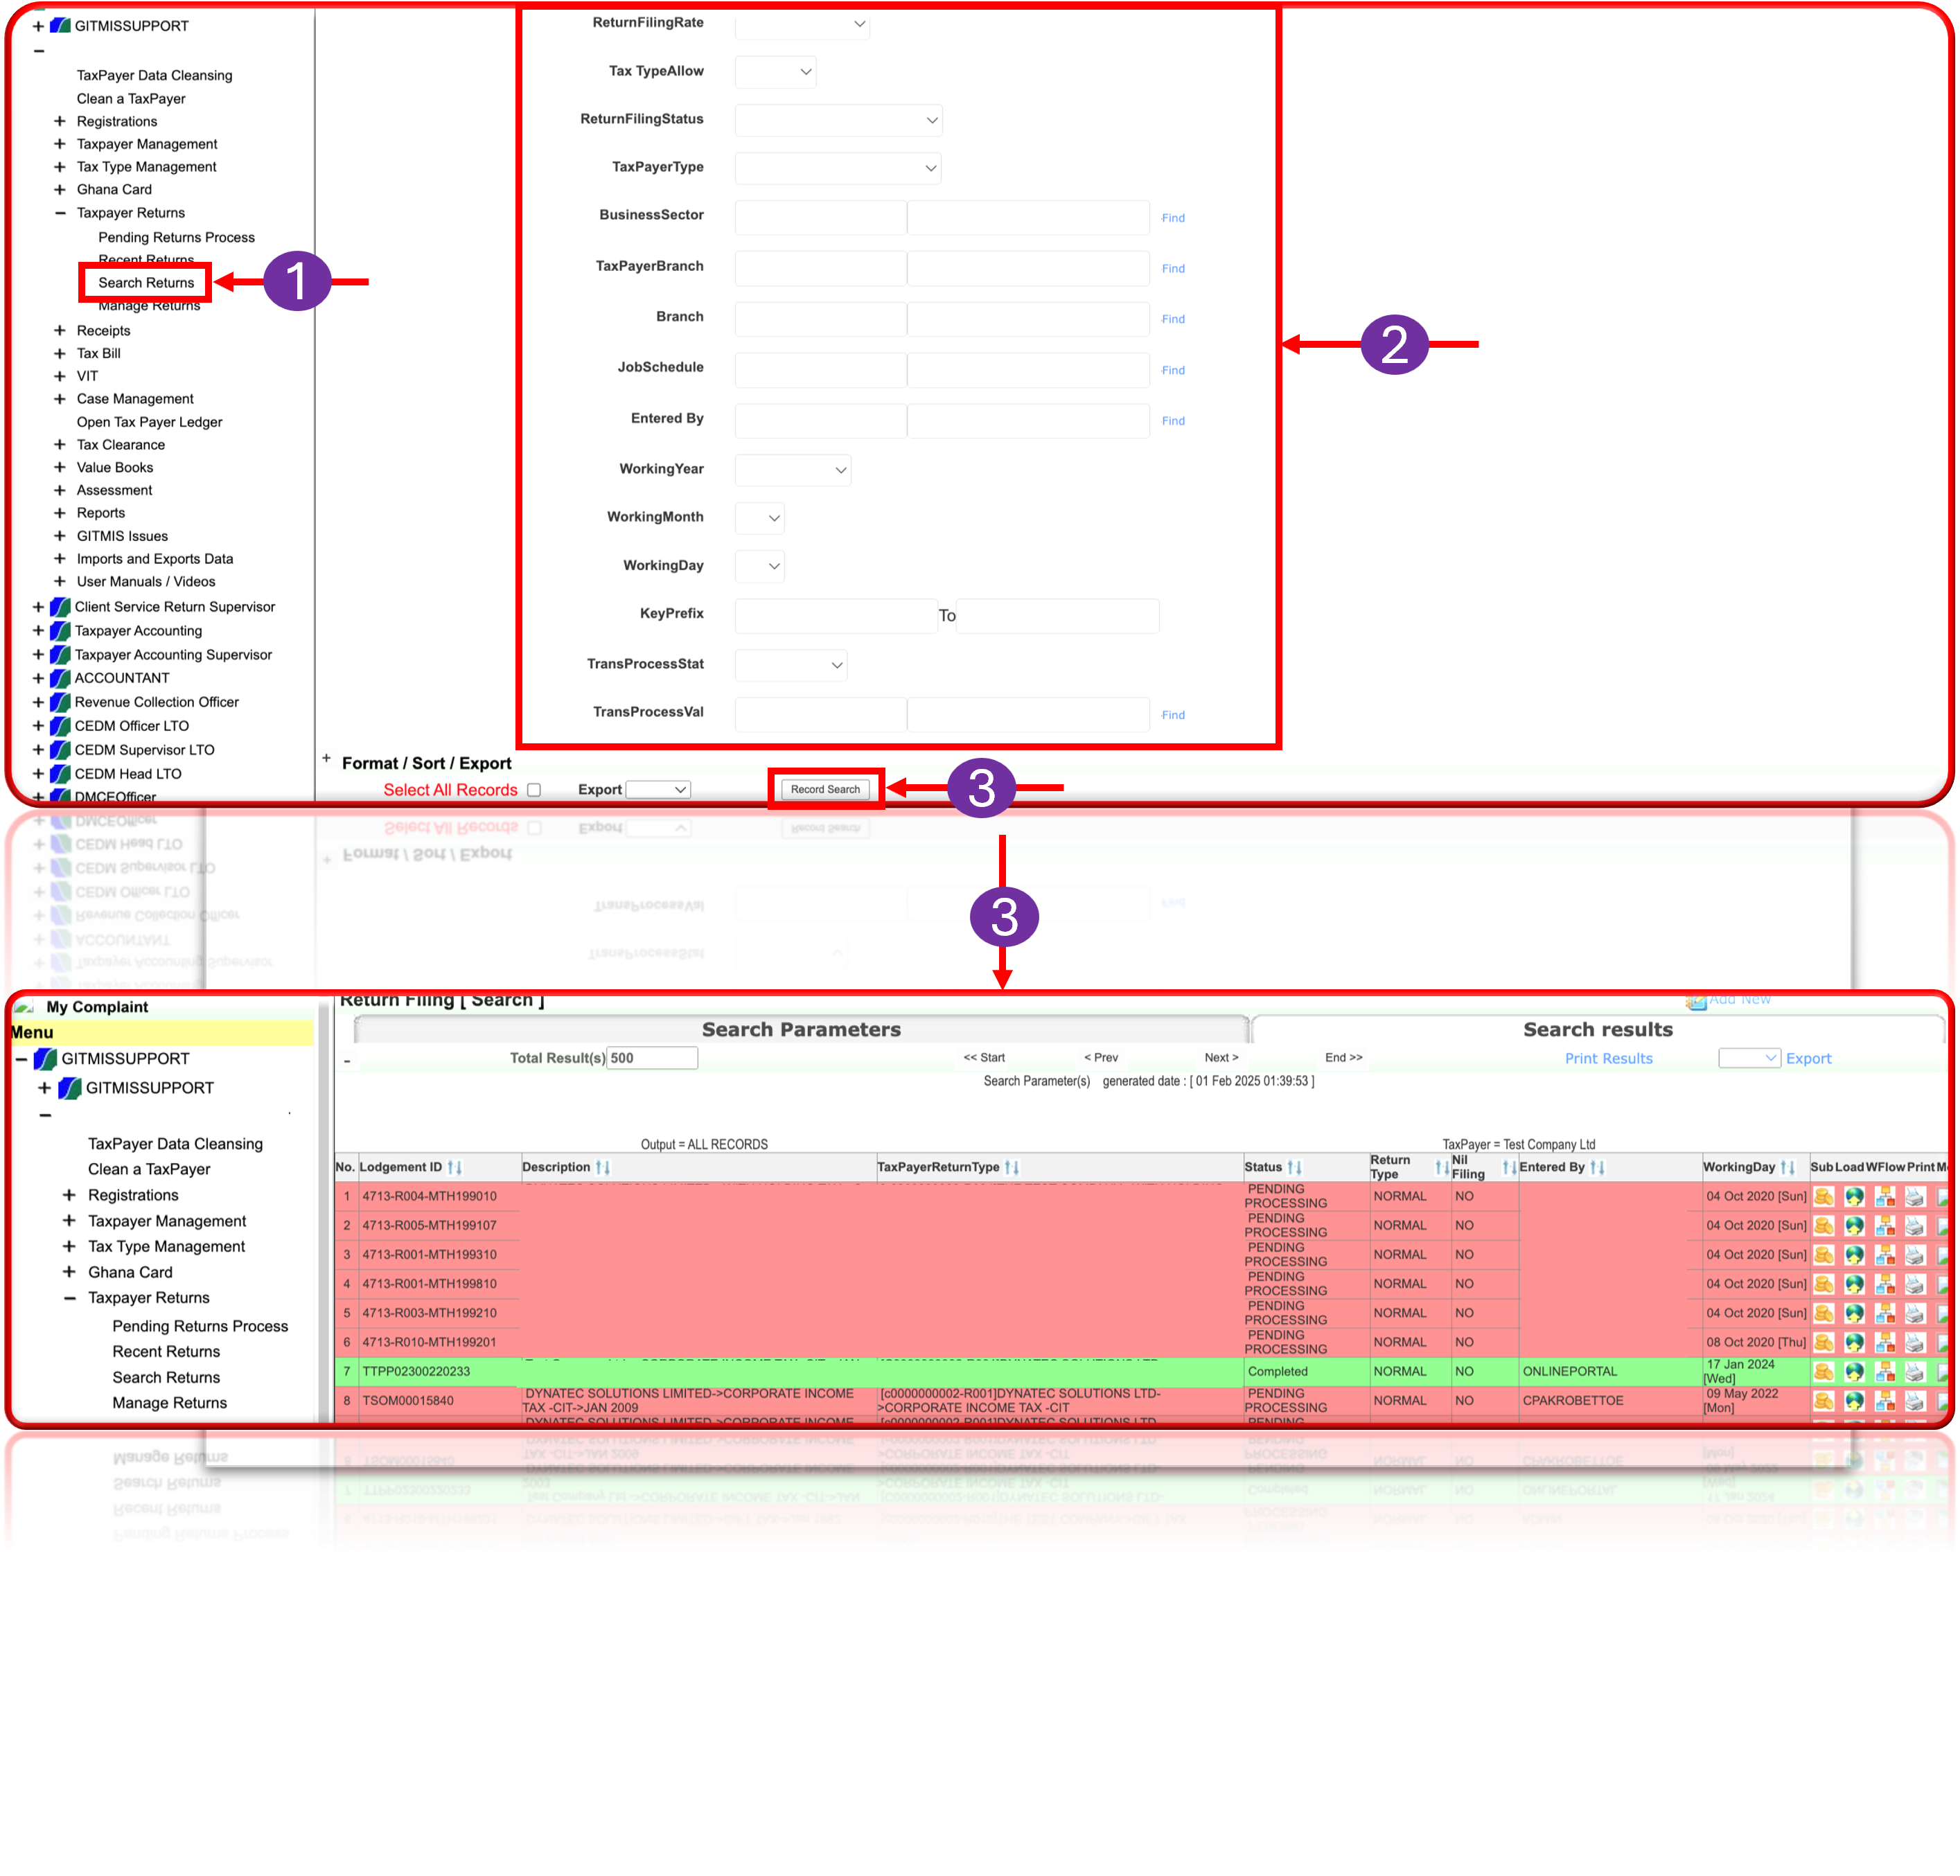 GITMISSUPPORT
TaxPayer Data Cleansing
Clean a TaxPayer
Registrations
Taxpayer Management
Tax Type Management
Ghana Card
Taxpayer Returns
Pending Returns Process
Recent Returns
Search Returns
Manage Returns
Receipts
Tax Bill
VIT
Case Management
Open Tax Payer Ledger
Tax Clearance
Value Books
Assessment
Reports
GITMIS Issues
Imports and Exports Data
User Manuals / Videos
Client Service Return Supervisor
Taxpayer Accounting
Taxpayer Accounting Supervisor
ACCOUNTANT
Revenue Collection Officer
CEDM Officer LTO
CEDM Supervisor LTO
CEDM Head LTO
DMCEOfficer
1
ReturnFilingRate
Tax TypeAllow
ReturnFilingStatus
TaxPayerType
BusinessSector Find
TaxPayerBranch Find
Branch Find
JobSchedule Find
Entered By Find
WorkingYear
WorkingMonth
WorkingDay
KeyPrefix To
TransProcessStat
TransProcessVal Find
2
Format / Sort / Export
Select All Records Export Record Search
3
3
My Complaint
Menu
GITMISSUPPORT
GITMISSUPPORT
TaxPayer Data Cleansing
Clean a TaxPayer
Registrations
Taxpayer Management
Tax Type Management
Ghana Card
Taxpayer Returns
Pending Returns Process
Recent Returns
Search Returns
Manage Returns
Return Filing [ Search ] Add New
Search Parameters Search results
Total Result(s) 500 << Start < Prev Next > End >> Print Results Export
Search Parameter(s) generated date : [ 01 Feb 2025 01:39:53 ]
Output = ALL RECORDS TaxPayer = Test Company Ltd
No. Lodgement ID Description TaxPayerReturnType Status Return Type Nil Filing Entered By WorkingDay Sub Load WFlow Print
1 4713-R004-MTH199010 PENDING PROCESSING NORMAL NO 04 Oct 2020 [Sun]
2 4713-R005-MTH199107 PENDING PROCESSING NORMAL NO 04 Oct 2020 [Sun]
3 4713-R001-MTH199310 PENDING PROCESSING NORMAL NO 04 Oct 2020 [Sun]
4 4713-R001-MTH199810 PENDING PROCESSING NORMAL NO 04 Oct 2020 [Sun]
5 4713-R003-MTH199210 PENDING PROCESSING NORMAL NO 04 Oct 2020 [Sun]
6 4713-R010-MTH199201 PENDING PROCESSING NORMAL NO 08 Oct 2020 [Thu]
7 TTPP02300220233 Completed NORMAL NO ONLINEPORTAL 17 Jan 2024 [Wed]
8 TSOM00015840 DYNATEC SOLUTIONS LIMITED->CORPORATE INCOME TAX -CIT->JAN 2009 [c0000000002-R001]DYNATEC SOLUTIONS LTD->CORPORATE INCOME TAX -CIT PENDING PROCESSING NORMAL NO CPAKROBETTOE 09 May 2022 [Mon]